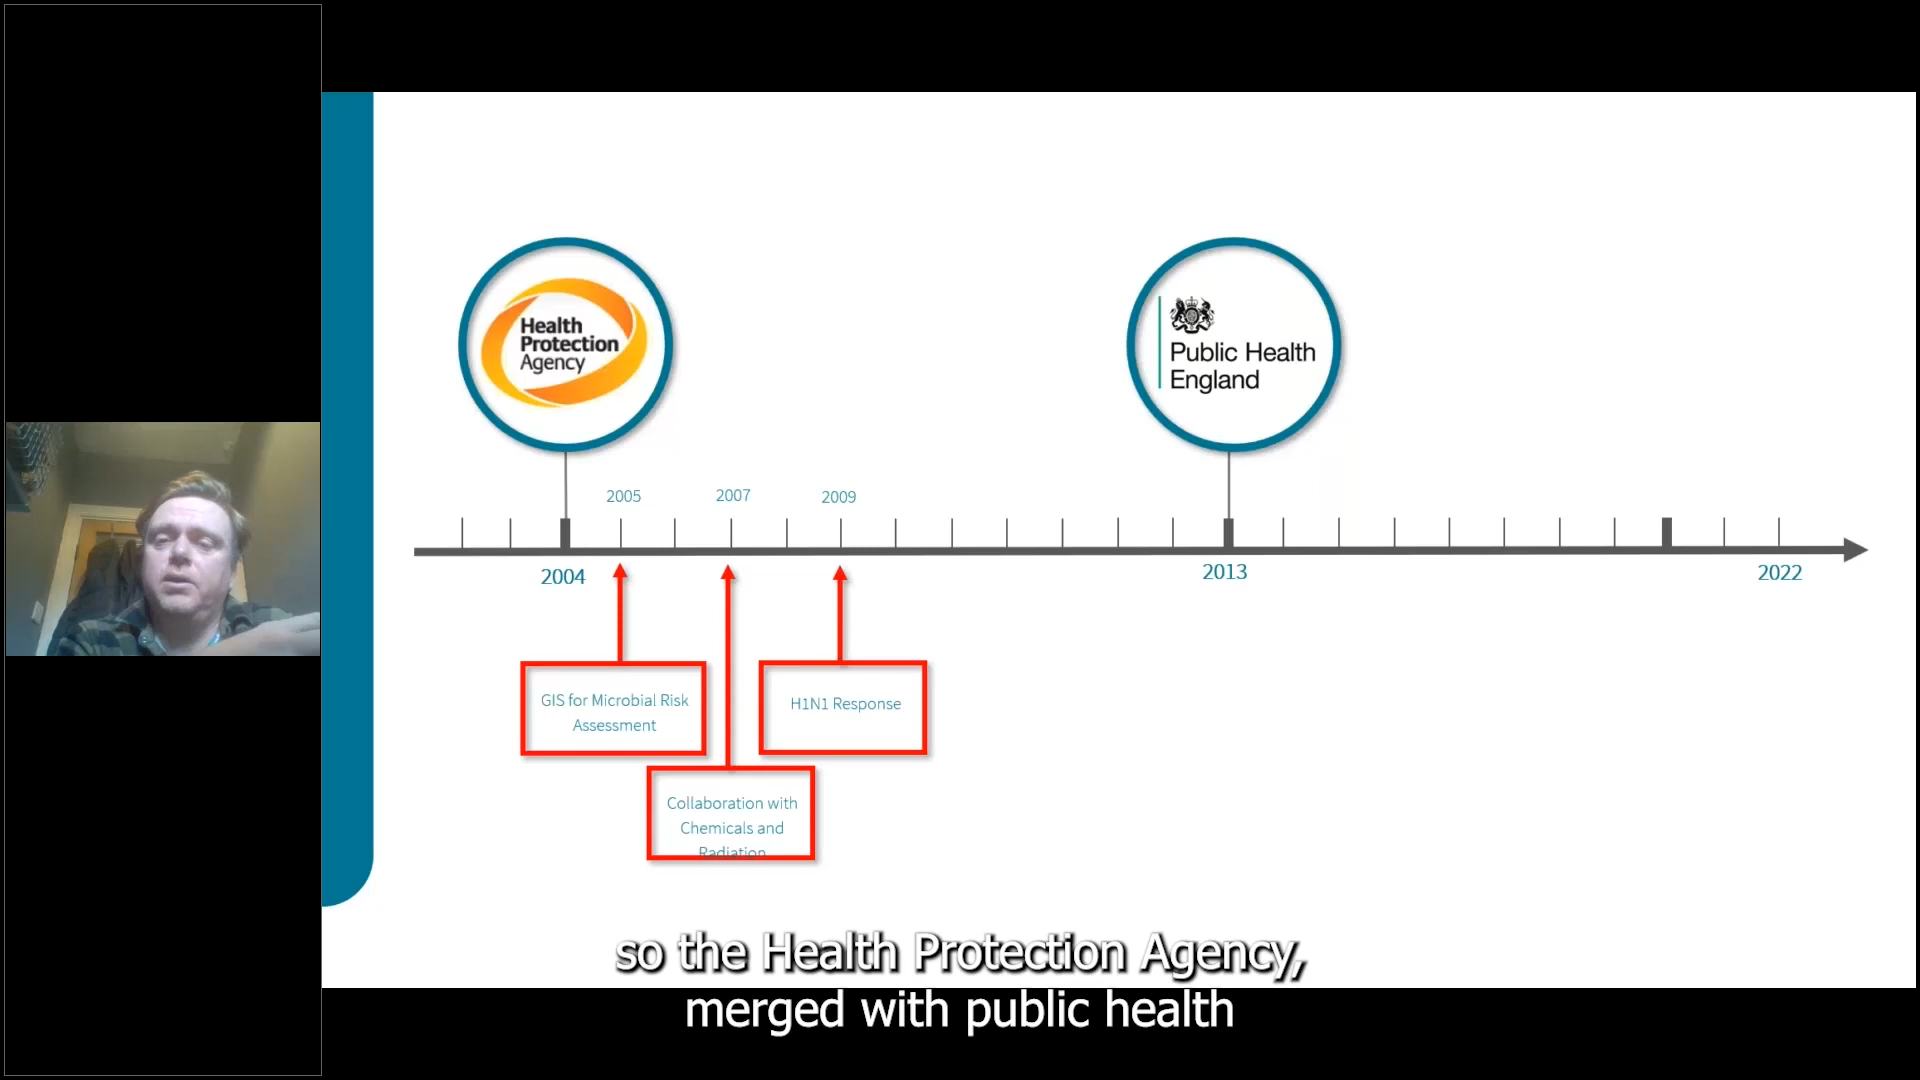 Health
Protection
Agency
Public Health
England
2005
2007
2009
2004
2013
2022
GIS for Microbial Risk
Assessment
H1N1 Response
Collaboration with
Chemicals and
Radiation
so the Health Protection Agency,
merged with public health